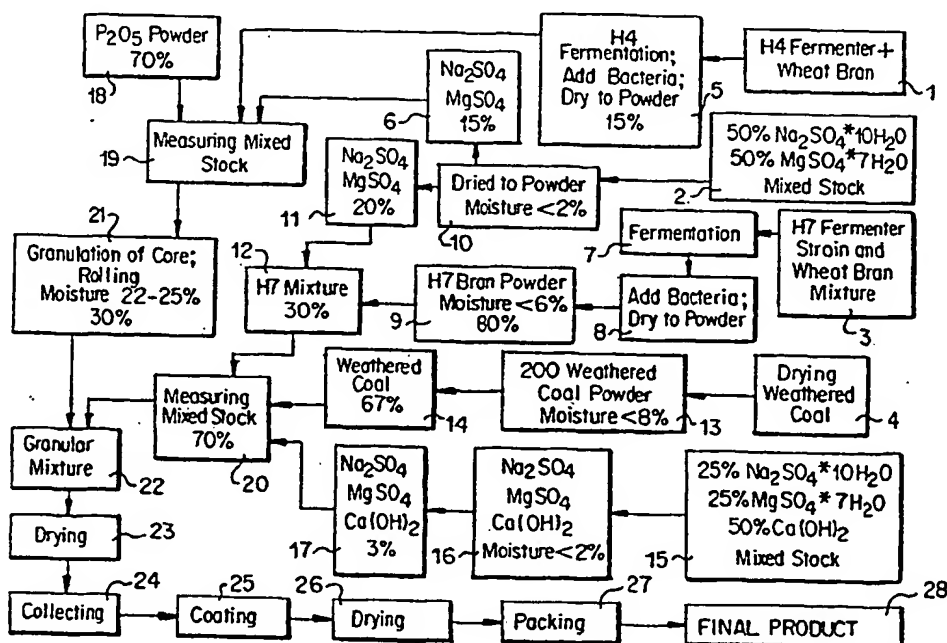 P2O5 Powder
70%
18
Na2SO4
MgSO4
15%
6
H4
Fermentation;
Add Bacteria;
Dry to Powder
15%
5
H4 Fermenter+
Wheat Bran
1
Measuring Mixed
Stock
19
Na2SO4
MgSO4
20%
11
Dried to Powder
Moisture <2%
10
50% Na2SO4*10H2O
50% MgSO4*7H2O
Mixed Stock
2
21
Granulation of Core;
Rolling
Moisture 22-25%
30%
12
H7 Mixture
30%
H7 Bran Powder
Moisture <6%
80%
9
Fermentation
7
Add Bacteria;
Dry to Powder
8
H7 Fermenter
Strain and
Wheat Bran
Mixture
3
Measuring
Mixed Stock
70%
20
Weathered
Coal
67%
14
200 Weathered
Coal Powder
Moisture <8%
13
Drying
Weathered
Coal
4
Granular
Mixture
22
Na2SO4
MgSO4
Ca(OH)2
3%
17
Na2SO4
MgSO4
Ca(OH)2
Moisture <2%
16
25% Na2SO4*10H2O
25% MgSO4*7H2O
50% Ca(OH)2
Mixed Stock
15
Drying
23
24
Collecting
25
Coating
26
Drying
27
Packing
28
FINAL PRODUCT